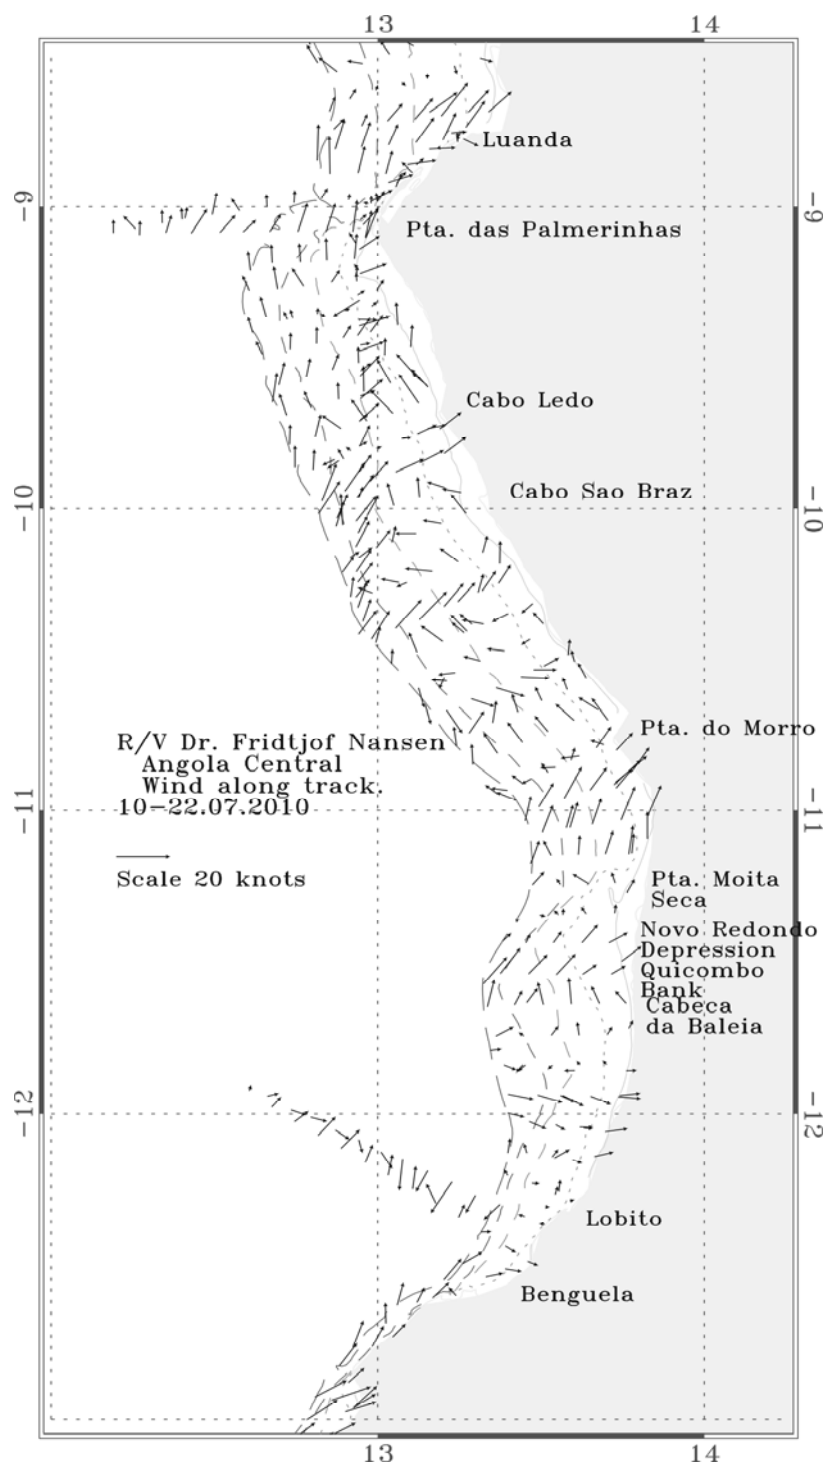 13 14
Luanda
-9 -9
Pta. das Palmerinhas
Cabo Ledo
Cabo Sao Braz
-10 -10
Pta. do Morro
R/V Dr. Fridtjof Nansen
Angola Central
Wind along track.
10-22.07.2010
-11 -11
Scale 20 knots
Pta. Moita
Seca
Novo Redondo
Depression
Quicombo
Bank
Cabeca
da Baleia
-12 -12
Lobito
Benguela
13 14